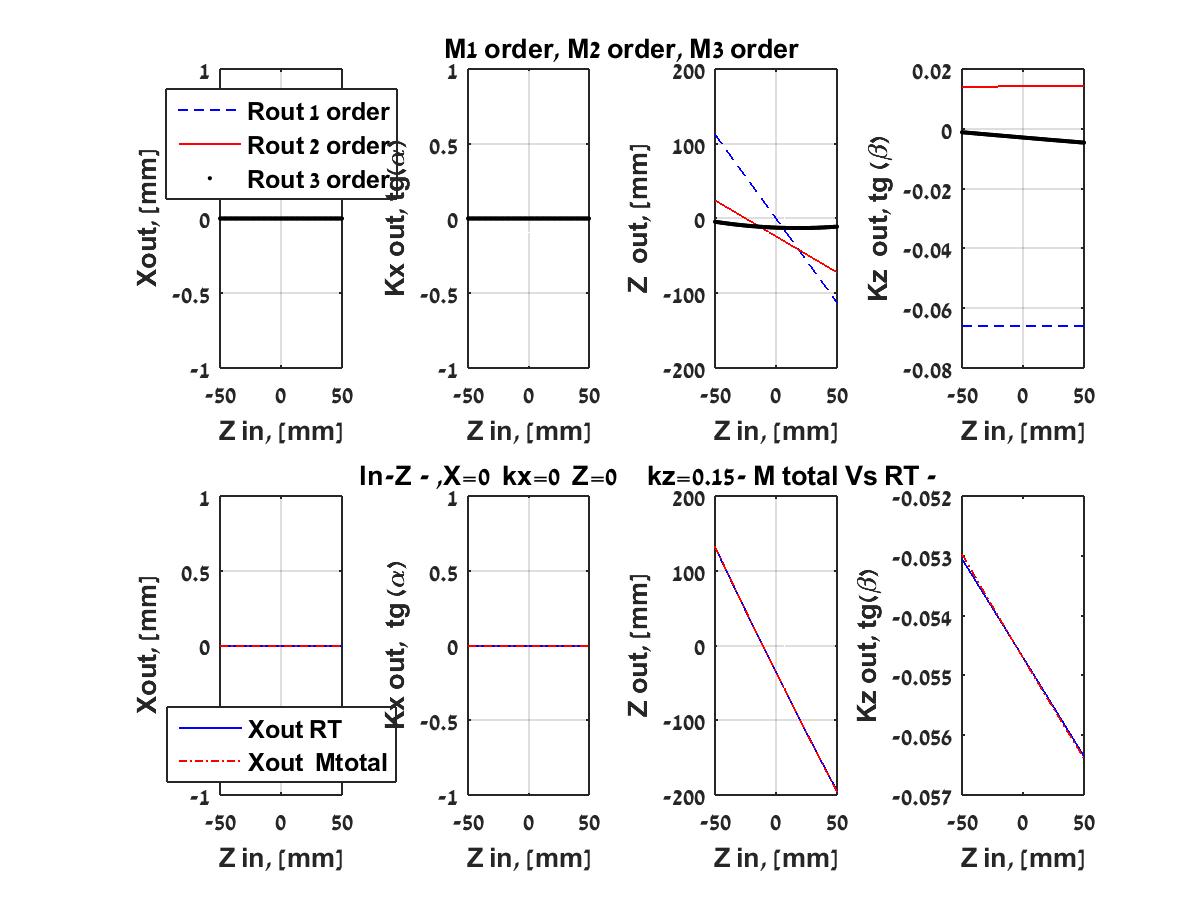 M1 order, M2 order, M3 order
1
0
-0.5
-1
-50 0 50
Xout, [mm]
Z in, [mm]
Rout 1 order
Rout 2 order
Rout 3 order
1
0.5
0
-0.5
-1
-50 0 50
Kx out, tg(α)
Z in, [mm]
200
100
0
-100
-200
-50 0 50
Z out, [mm]
Z in, [mm]
0.02
0
-0.02
-0.04
-0.06
-0.08
-50 0 50
Kz out, tg (β)
Z in, [mm]
In-Z - ,X=0 kx=0 Z=0 kz=0.15- M total Vs RT -
1
0.5
0
-1
-50 0 50
Xout, [mm]
Z in, [mm]
Xout RT
Xout Mtotal
1
0.5
0
-0.5
-1
-50 0 50
Kx out, tg (α)
Z in, [mm]
200
100
0
-100
-200
-50 0 50
Z out, [mm]
Z in, [mm]
-0.052
-0.053
-0.054
-0.055
-0.056
-0.057
-50 0 50
Kz out, tg(β)
Z in, [mm]